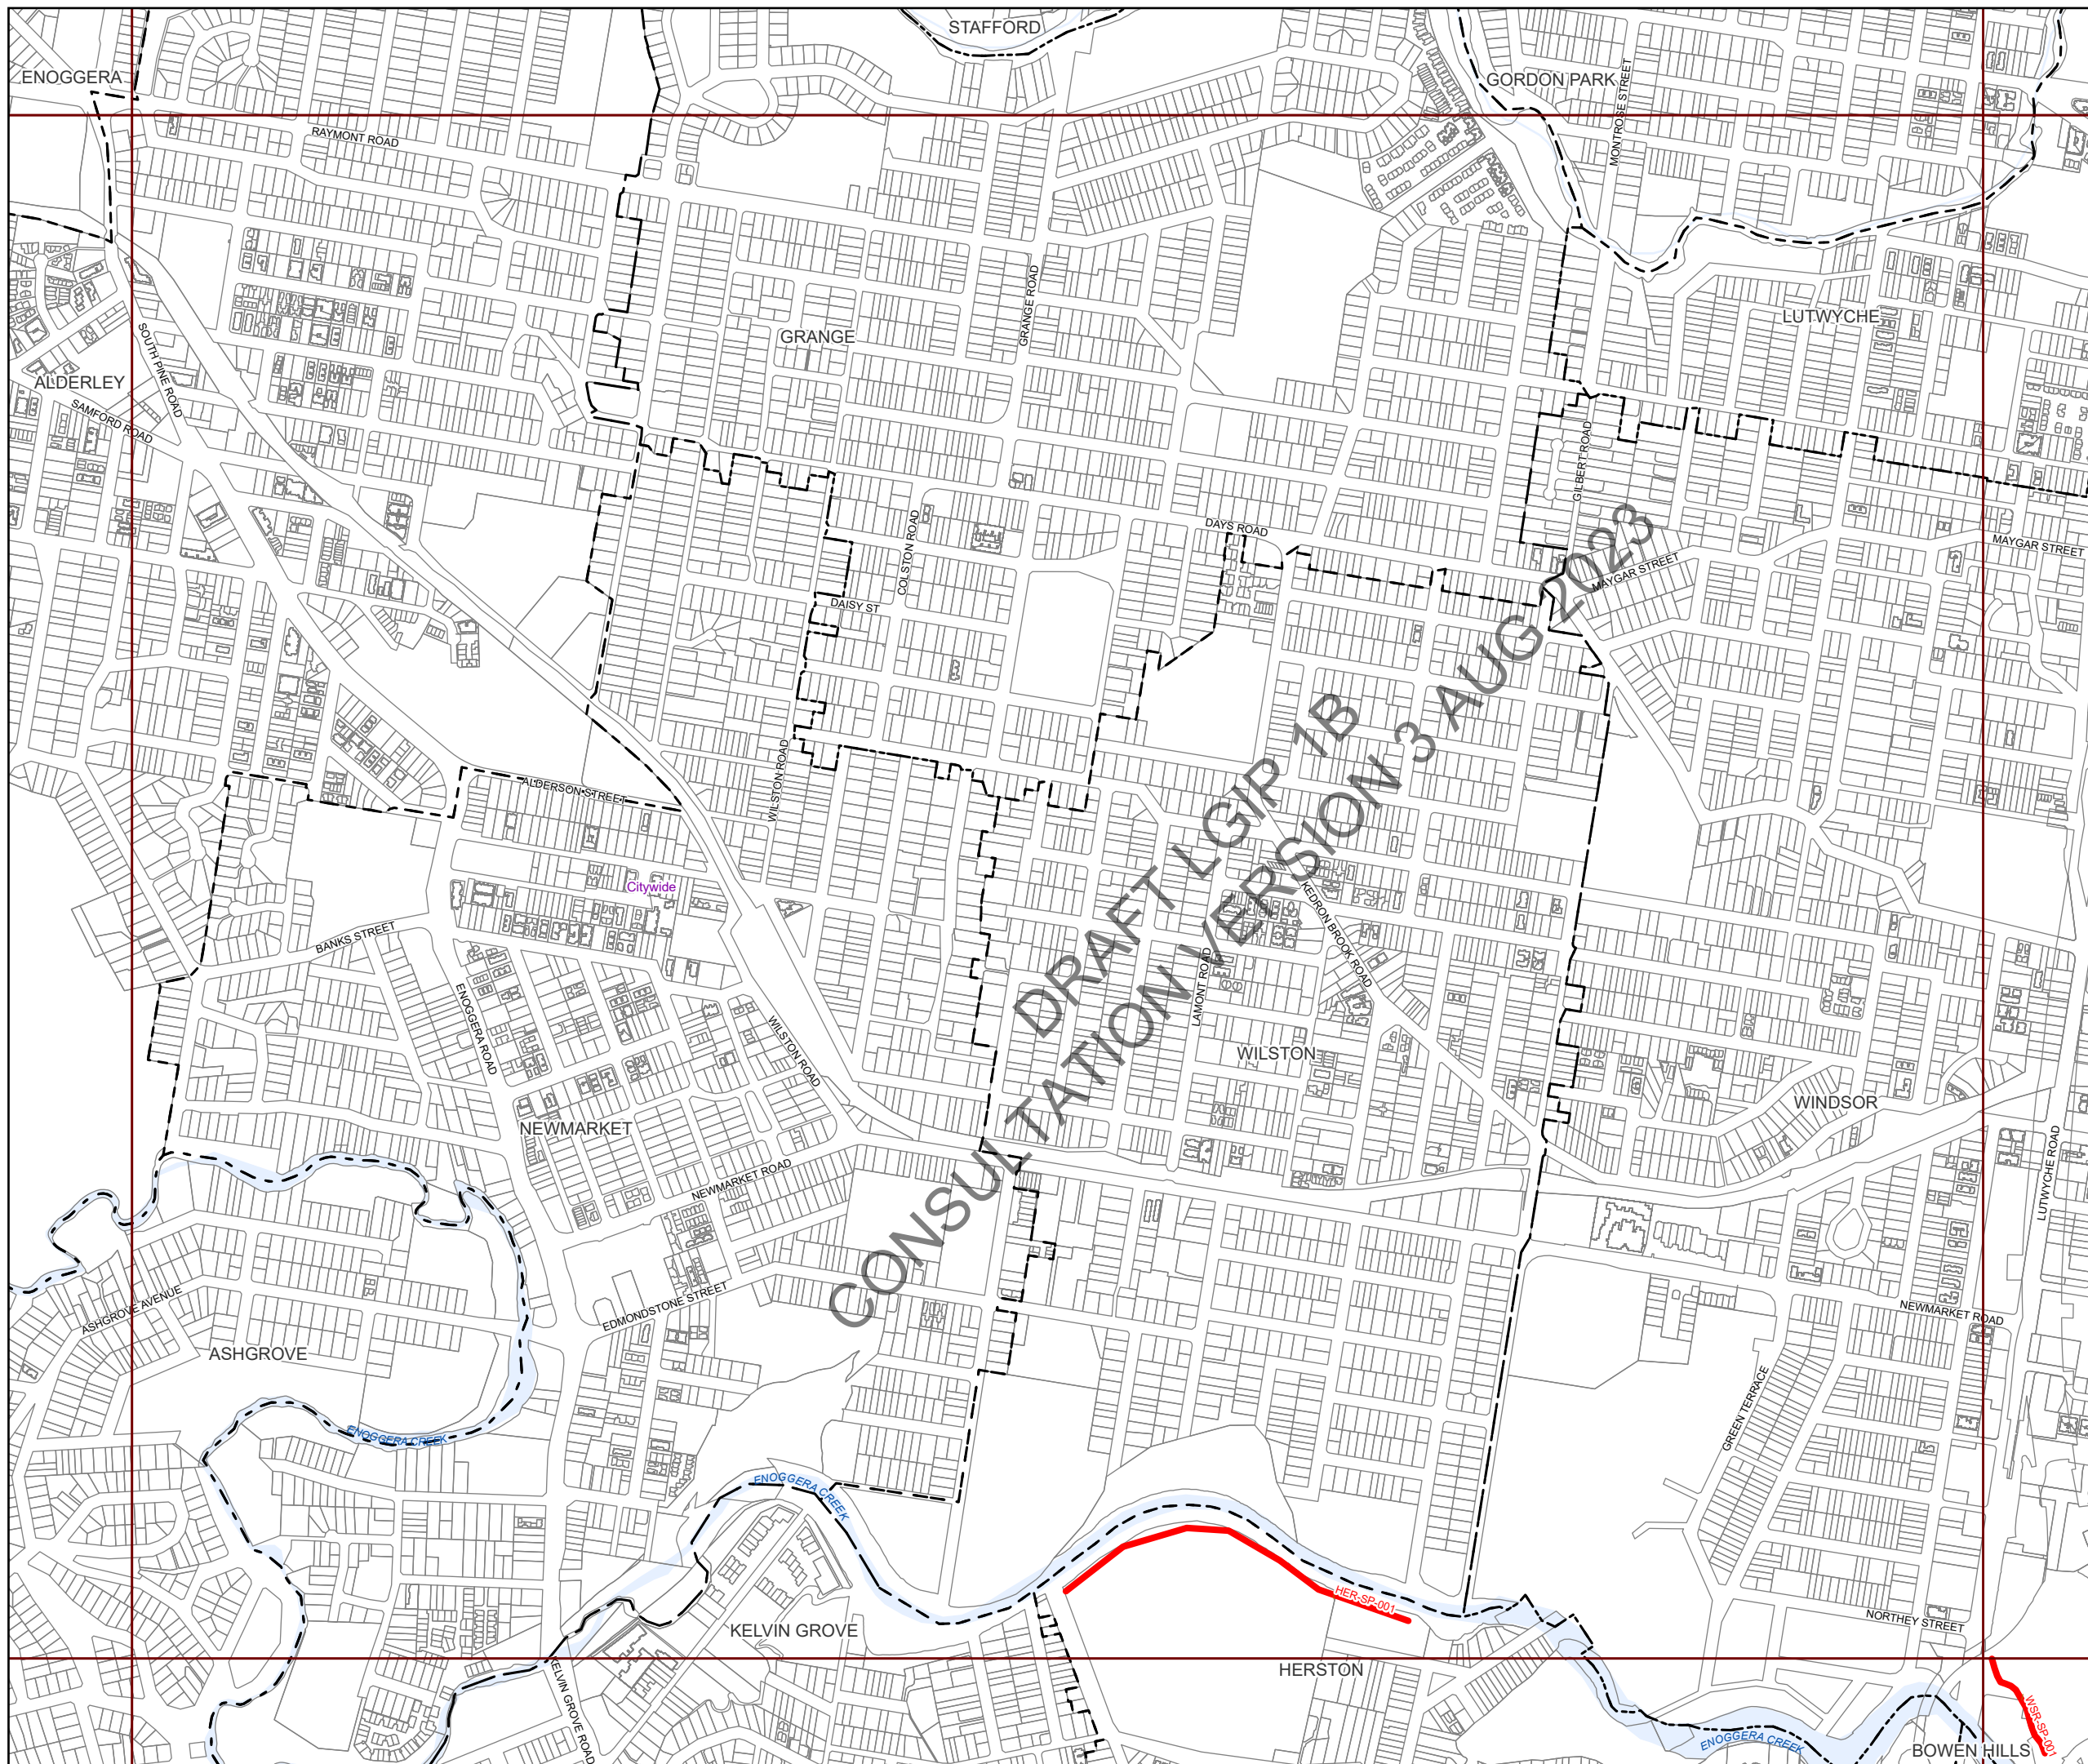 STAFFORD
ENOGGERA
GORDON PARK
MONTROSE STREET
RAYMONT ROAD
GRANGE ROAD
GRANGE
LUTWYCHE
SOUTH PINE ROAD
ALDERLEY
SAMFORD ROAD
GILBERT ROAD
COLSTON ROAD
DAYS ROAD
MAYGAR STREET
MAYGAR STREET
DAISY ST
WILSTON ROAD
ALDERSON STREET
DRAFT LGIR 1B
CONSULTATION VERSION 3 AUG 2023
Citywide
KEDRON BROOK ROAD
BANKS STREET
ENOGGERA ROAD
LAMONT ROAD
WILSTON ROAD
WILSTON
WINDSOR
NEWMARKET
LUTWYCHE ROAD
NEWMARKET ROAD
EDMONDSTONE STREET
ASHGROVE AVENUE
NEWMARKET ROAD
ASHGROVE
GREEN TERRACE
ENOGGERA CREEK
ENOGGERA CREEK
HER-SP-001
NORTHEY STREET
KELVIN GROVE
HERSTON
KELVIN GROVE ROAD
WSR-SP-001
ENOGGERA CREEK
BOWEN HILLS